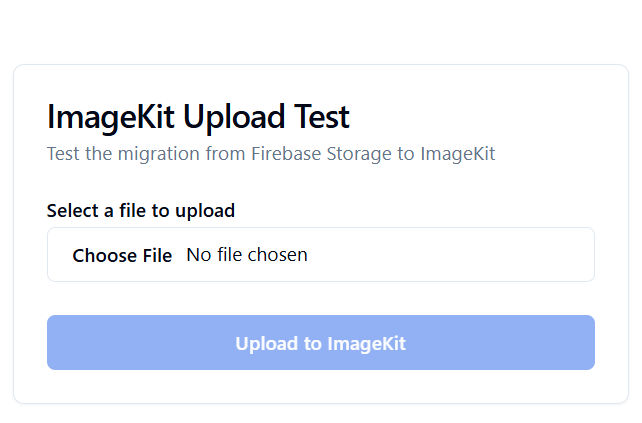 ImageKit Upload Test
Test the migration from Firebase Storage to ImageKit
Select a file to upload
Choose File No file chosen
Upload to ImageKit